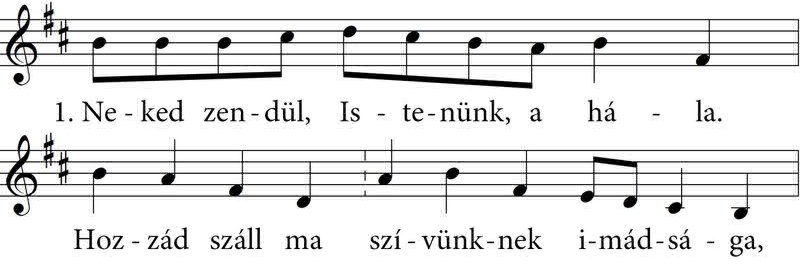 1. Ne - ked zen - dül, Is - te - nünk, a há - la.
Hoz - zád száll ma szí - vünk - nek i - mád - sá - ga,